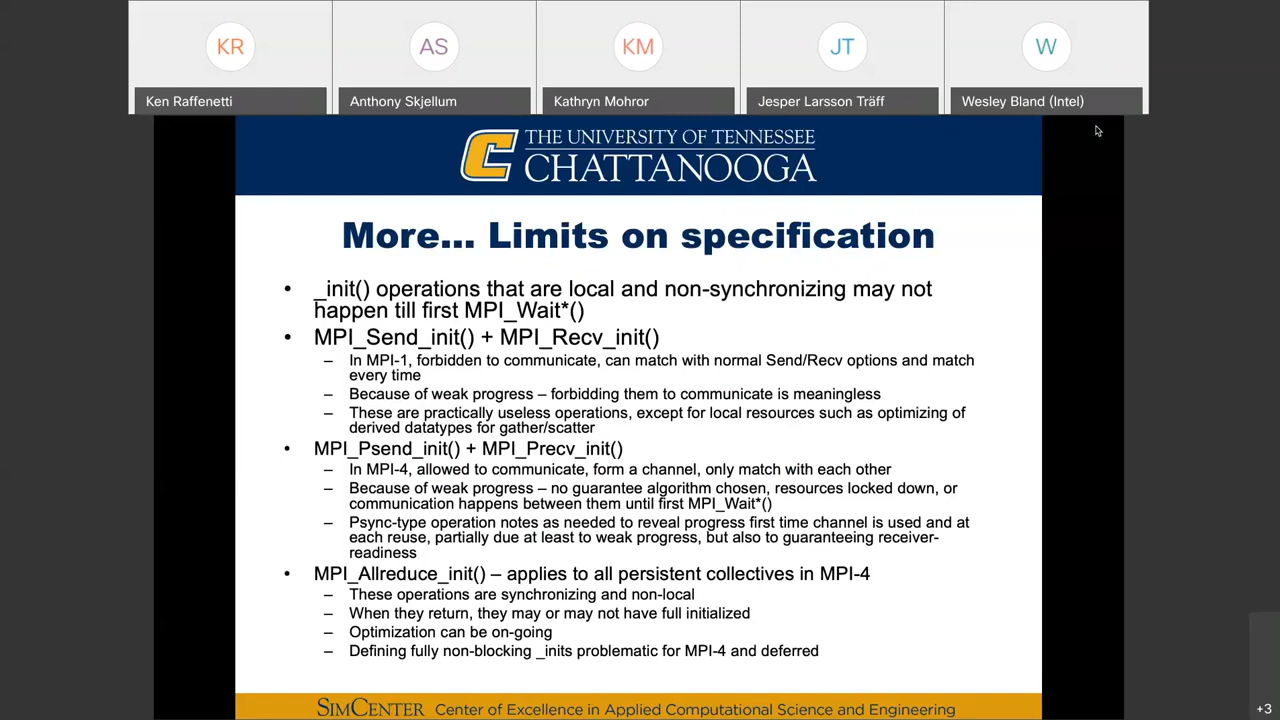 KR
AS
KM
JT
W
Ken Raffenetti
Anthony Skjellum
Kathryn Mohror
Jesper Larsson Träff
Wesley Bland (Intel)
C
THE UNIVERSITY OF TENNESSEE
CHATTANOOGA
More... Limits on specification
• _init() operations that are local and non-synchronizing may not
happen till first MPI_Wait*()
• MPI_Send_init() + MPI_Recv_init()
– In MPI-1, forbidden to communicate, can match with normal Send/Recv options and match
every time
– Because of weak progress – forbidding them to communicate is meaningless
– These are practically useless operations, except for local resources such as optimizing of
derived datatypes for gather/scatter
• MPI_Psend_init() + MPI_Precv_init()
– In MPI-4, allowed to communicate, form a channel, only match with each other
– Because of weak progress – no guarantee algorithm chosen, resources locked down, or
communication happens between them until first MPI_Wait*()
– Psync-type operation notes as needed to reveal progress first time channel is used and at
each reuse, partially due at least to weak progress, but also to guaranteeing receiver-
readiness
• MPI_Allreduce_init() – applies to all persistent collectives in MPI-4
– These operations are synchronizing and non-local
– When they return, they may or may not have full initialized
– Optimization can be on-going
– Defining fully non-blocking _inits problematic for MPI-4 and deferred
SIMCENTER Center of Excellence in Applied Computational Science and Engineering
+3